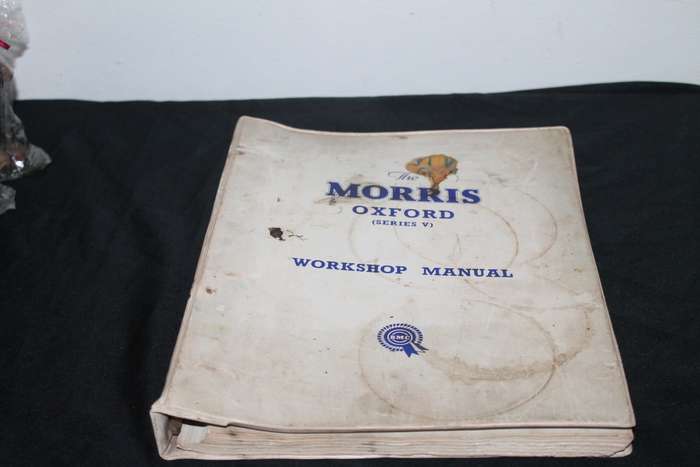 The
MORRIS
OXFORD
(SERIES V)
WORKSHOP MANUAL
BMC